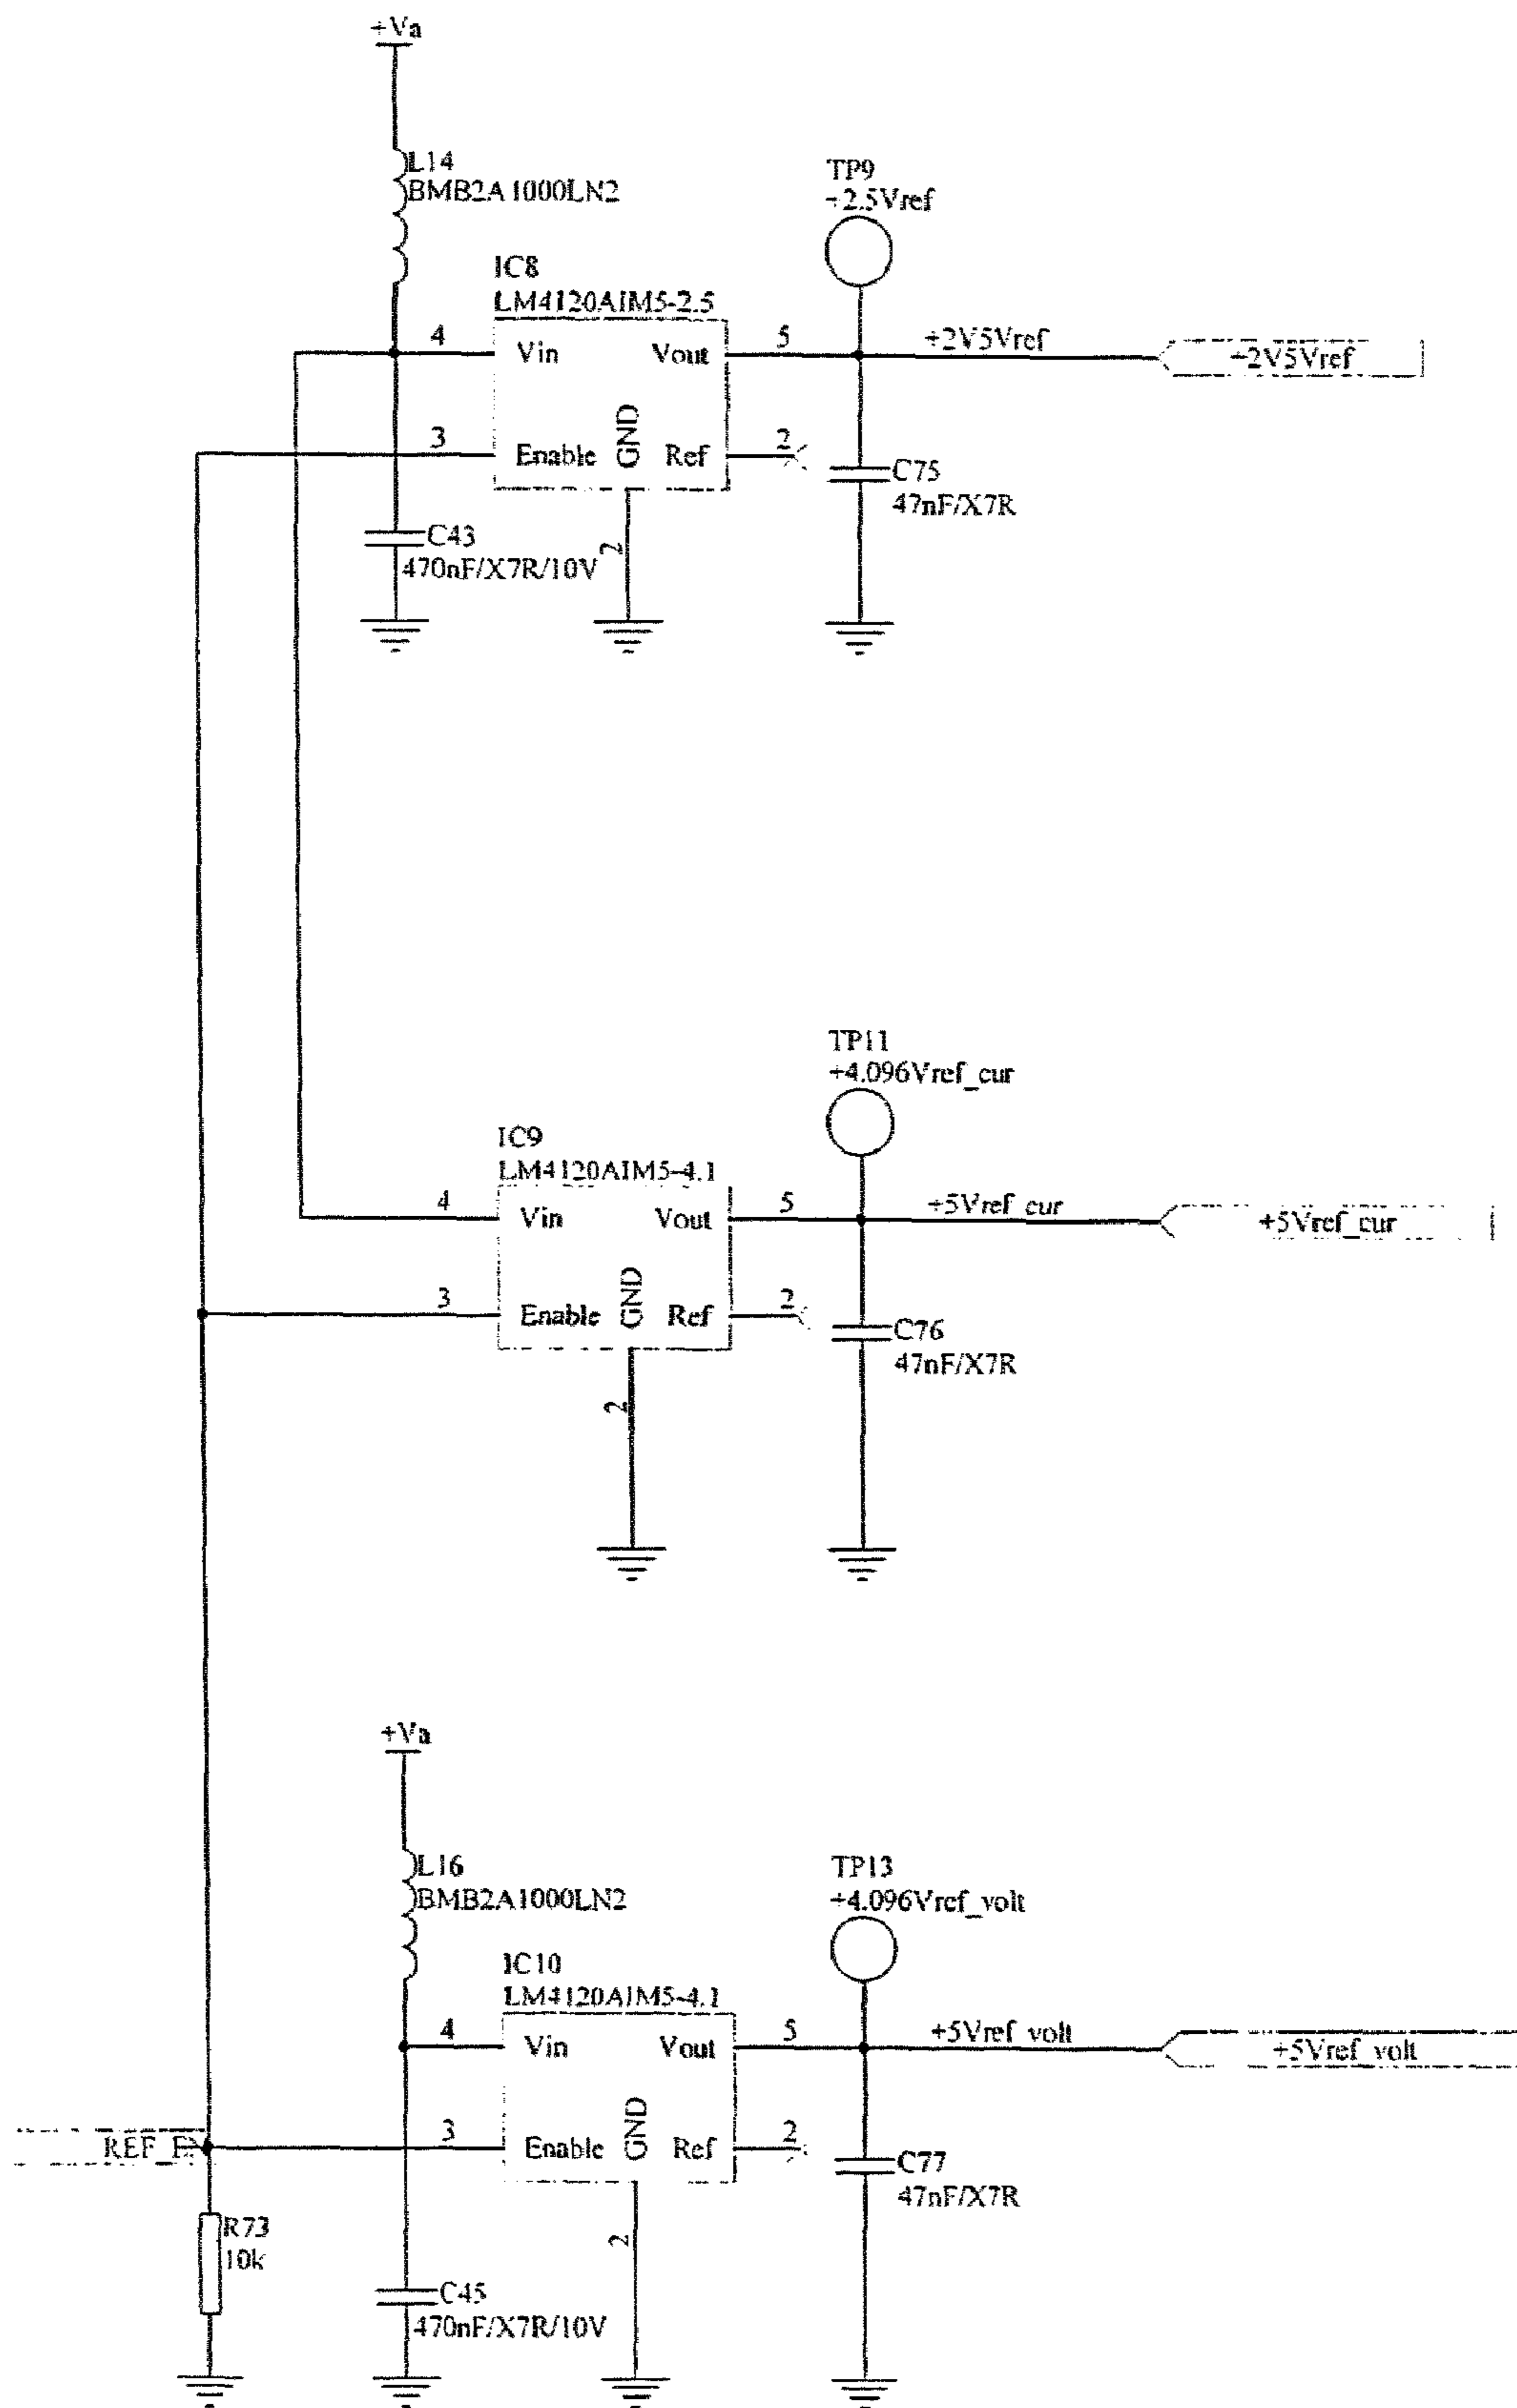 +Va
L14
BMB2A1000LN2
TP9
+2.5Vref
IC8
LM4120AIM5-2.5
4
Vin
Vout
5
+2V5Vref
+2V5Vref
3
Enable
GND
Ref
2
C75
47nF/X7R
C43
470nF/X7R/10V
2
TP11
+4.096Vref_cur
IC9
LM4120AIM5-4.1
4
Vin
Vout
5
+5Vref_cur
+5Vref_cur
3
Enable
GND
Ref
2
C76
47nF/X7R
2
+Va
L16
BMB2A1000LN2
TP13
+4.096Vref_volt
IC10
LM4120AIM5-4.1
4
Vin
Vout
5
+5Vref_volt
+5Vref_volt
3
Enable
GND
Ref
2
C77
47nF/X7R
R73
10k
2
C45
470nF/X7R/10V